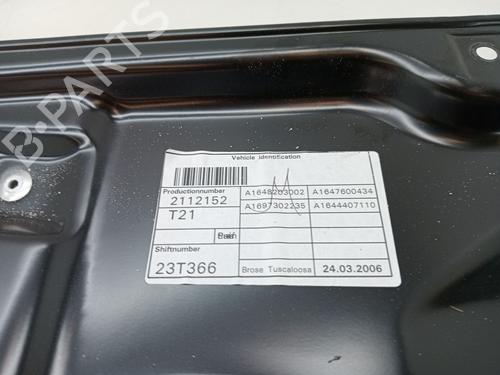 B-PARTS
Vehicle identification
Productionnumber
2112152
T21
A1648203002 A1647600434
A1697302235 A1644407110
Shiftnumber
23T366
Brose Tuscaloosa 24.03.2006